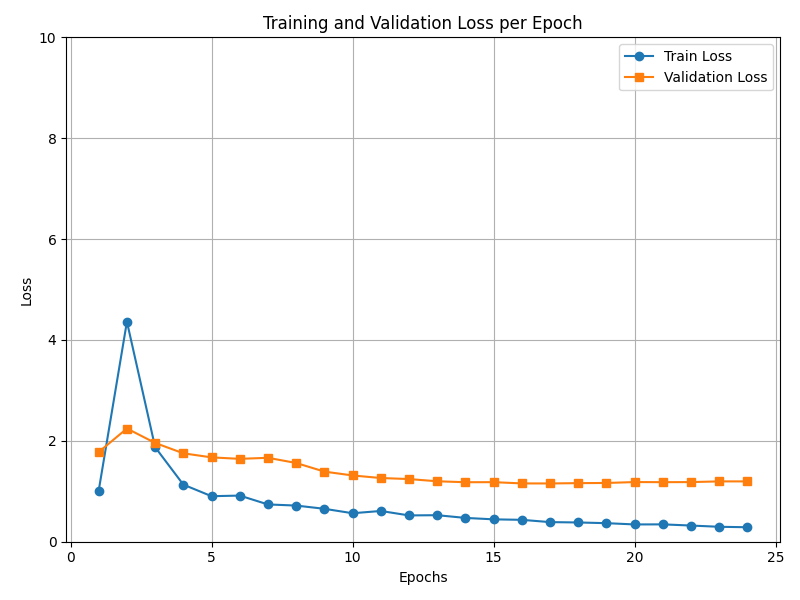 Training and Validation Loss per Epoch
10
8
6
4
2
0
Loss
Train Loss
Validation Loss
0 5 10 15 20 25
Epochs